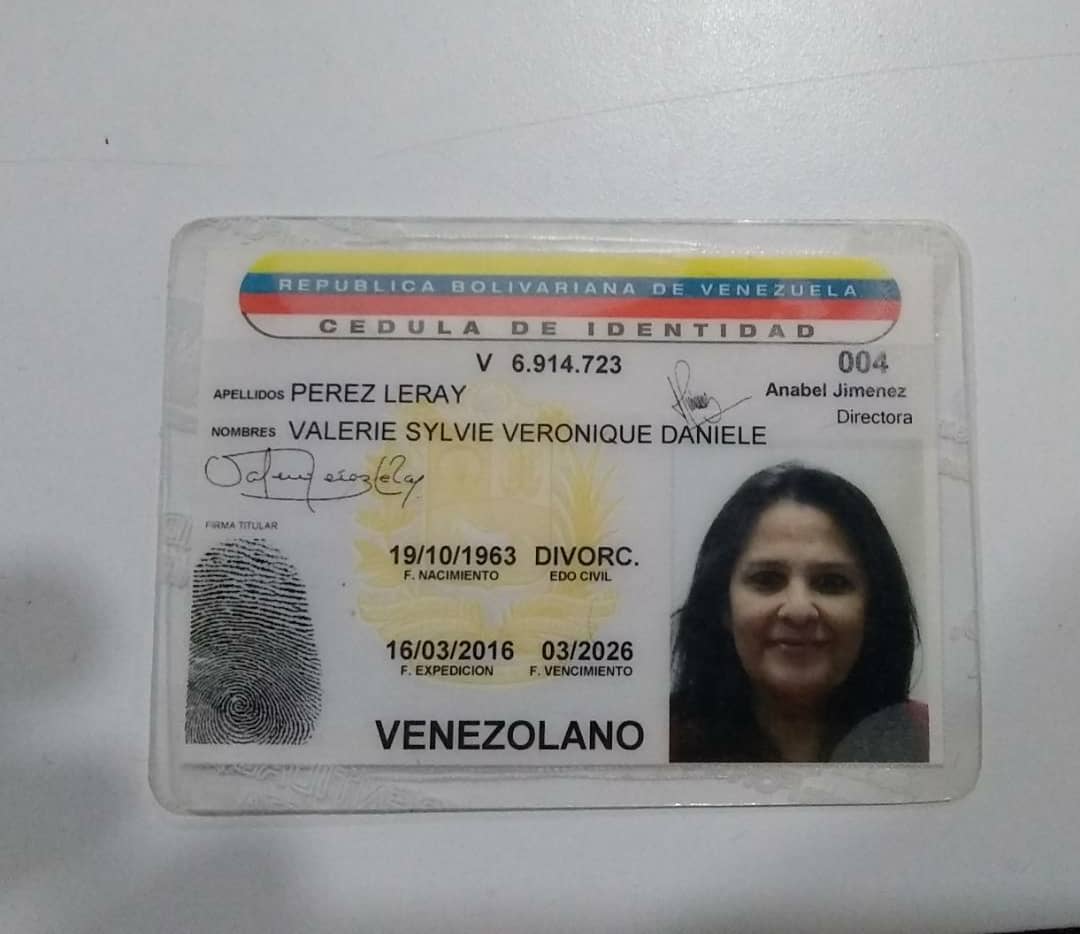 REPUBLICA BOLIVARIANA DE VENEZUELA
CEDULA DE IDENTIDAD
V 6.914.723
004
APELLIDOS PEREZ LERAY
Anabel Jimenez
Directora
NOMBRES VALERIE SYLVIE VERONIQUE DANIELE
FIRMA TITULAR
19/10/1963 DIVORC.
F. NACIMIENTO EDO CIVIL
16/03/2016 03/2026
F. EXPEDICION F. VENCIMIENTO
VENEZOLANO